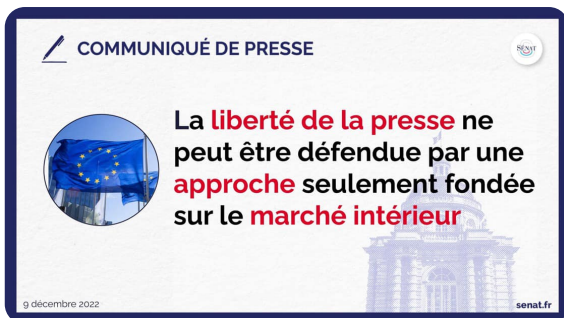 COMMUNIQUÉ DE PRESSE
SÉNAT
La liberté de la presse ne
peut être défendue par une
approche seulement fondée
sur le marché intérieur
9 décembre 2022
senat.fr